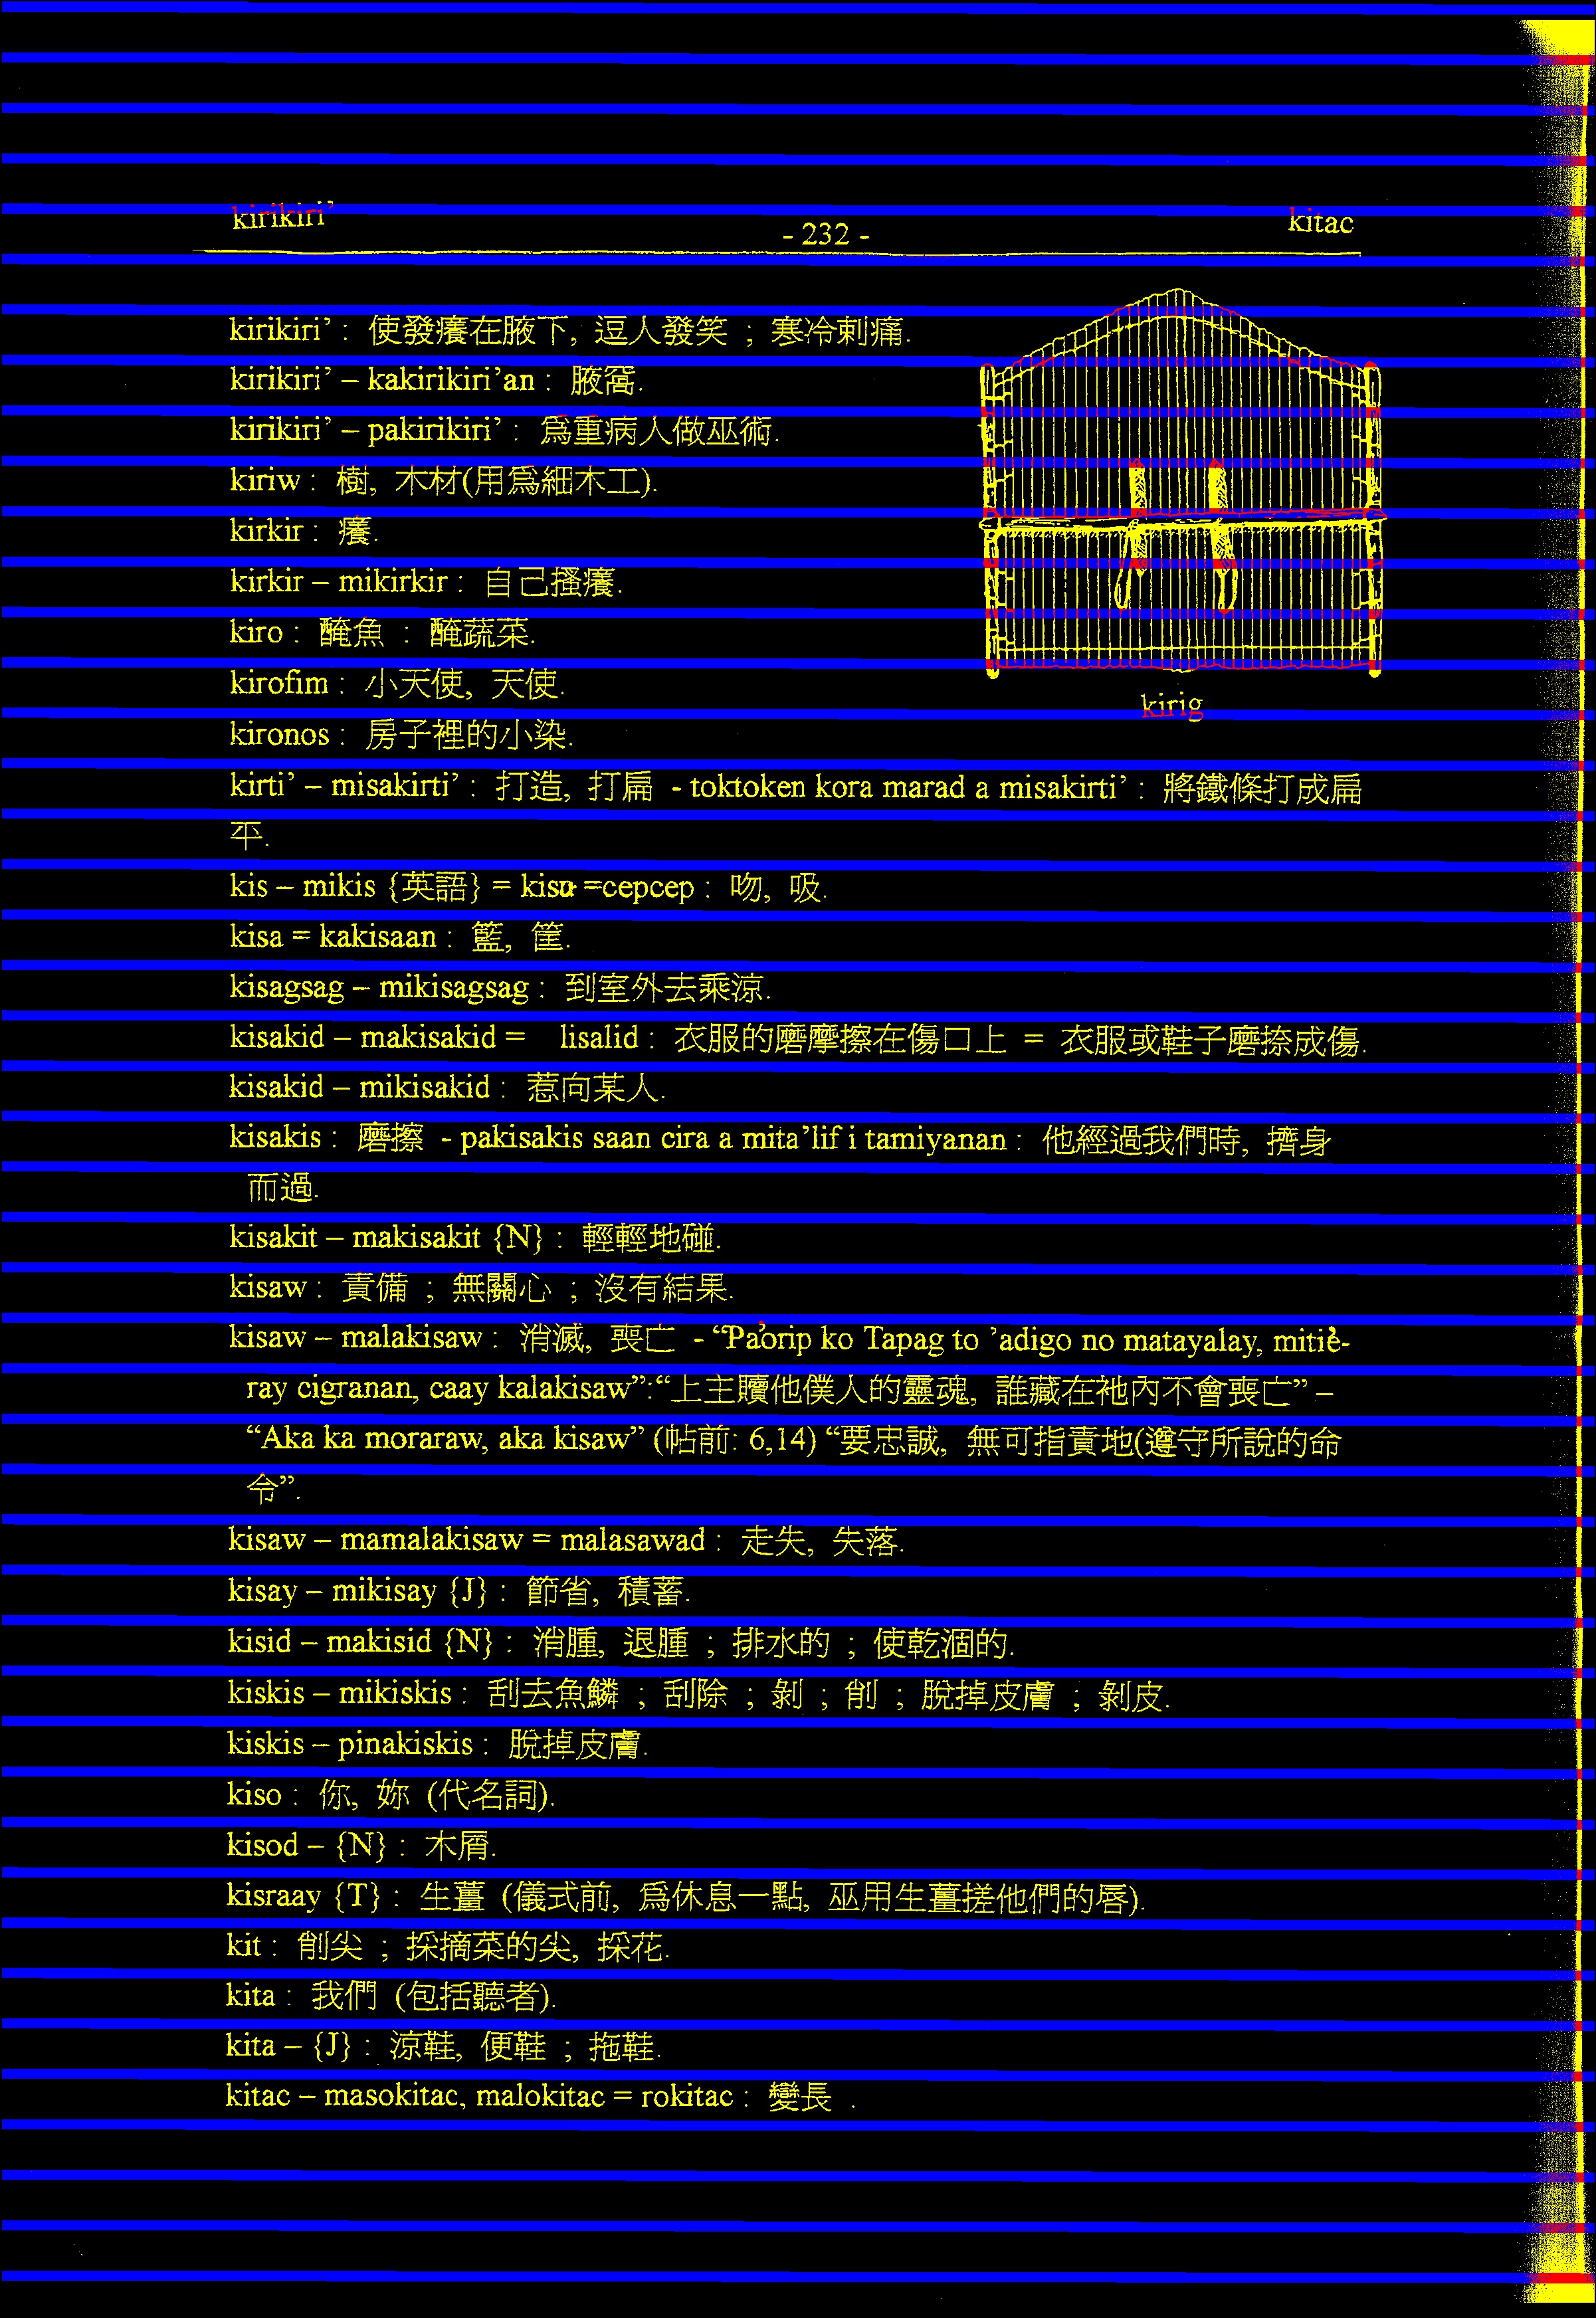 kirikiri’
- 232 -
kitac
kirikiri’ : 使發癢在腋下, 逗人發笑 ; 寒冷刺痛.
kirikiri’ – kakirikiri’an : 腋窩.
kirikiri’ – pakirikiri’ : 爲重病人做巫術.
kiriw : 樹, 木材(用爲細木工).
kirkir : 癢.
kirkir – mikirkir : 自己搔癢.
kiro : 醃魚 : 醃蔬菜.
kirofim : 小天使, 天使.
kironos : 房子裡的小染.
kirig
kirti’ – misakirti’ : 打造, 打扁 - toktoken kora marad a misakirti’ : 將鐵條打成扁
平.
kis – mikis {英語} = kisu =cepcep : 吻, 吸.
kisa = kakisaan : 籃, 筐.
kisagsag – mikisagsag : 到室外去乘涼.
kisakid – makisakid = lisalid : 衣服的磨摩擦在傷口上 = 衣服或鞋子磨捺成傷.
kisakid – mikisakid : 惹向某人.
kisakis : 磨擦 - pakisakis saan cira a mita’lif i tamiyanan : 他經過我們時, 擠身
而過.
kisakit – makisakit {N} : 輕輕地碰.
kisaw : 責備 ; 無關心 ; 沒有結果.
kisaw – malakisaw : 消滅, 喪亡 - “Pa’orip ko Tapag to ’adigo no matayalay, miti’e-
ray cigranan, caay kalakisaw”:“上主贖他僕人的靈魂, 誰藏在祂內不會喪亡” –
“Aka ka moraraw, aka kisaw” (帖前: 6,14) “要忠誠, 無可指責地(遵守所說的命
令”.
kisaw – mamalakisaw = malasawad : 走失, 失落.
kisay – mikisay {J} : 節省, 積蓄.
kisid – makisid {N} : 消腫, 退腫 ; 排水的 ; 使乾涸的.
kiskis – mikiskis : 刮去魚鱗 ; 刮除 ; 剝 ; 削 ; 脫掉皮膚 ; 剝皮.
kiskis – pinakiskis : 脫掉皮膚.
kiso : 你, 妳 (代名詞).
kisod – {N} : 木屑.
kisraay {T} : 生薑 (儀式前, 爲休息一點, 巫用生薑搓他們的唇).
kit : 削尖 ; 採摘菜的尖, 採花.
kita : 我們 (包括聽者).
kita – {J} : 涼鞋, 便鞋 ; 拖鞋.
kitac – masokitac, malokitac = rokitac : 變長 .